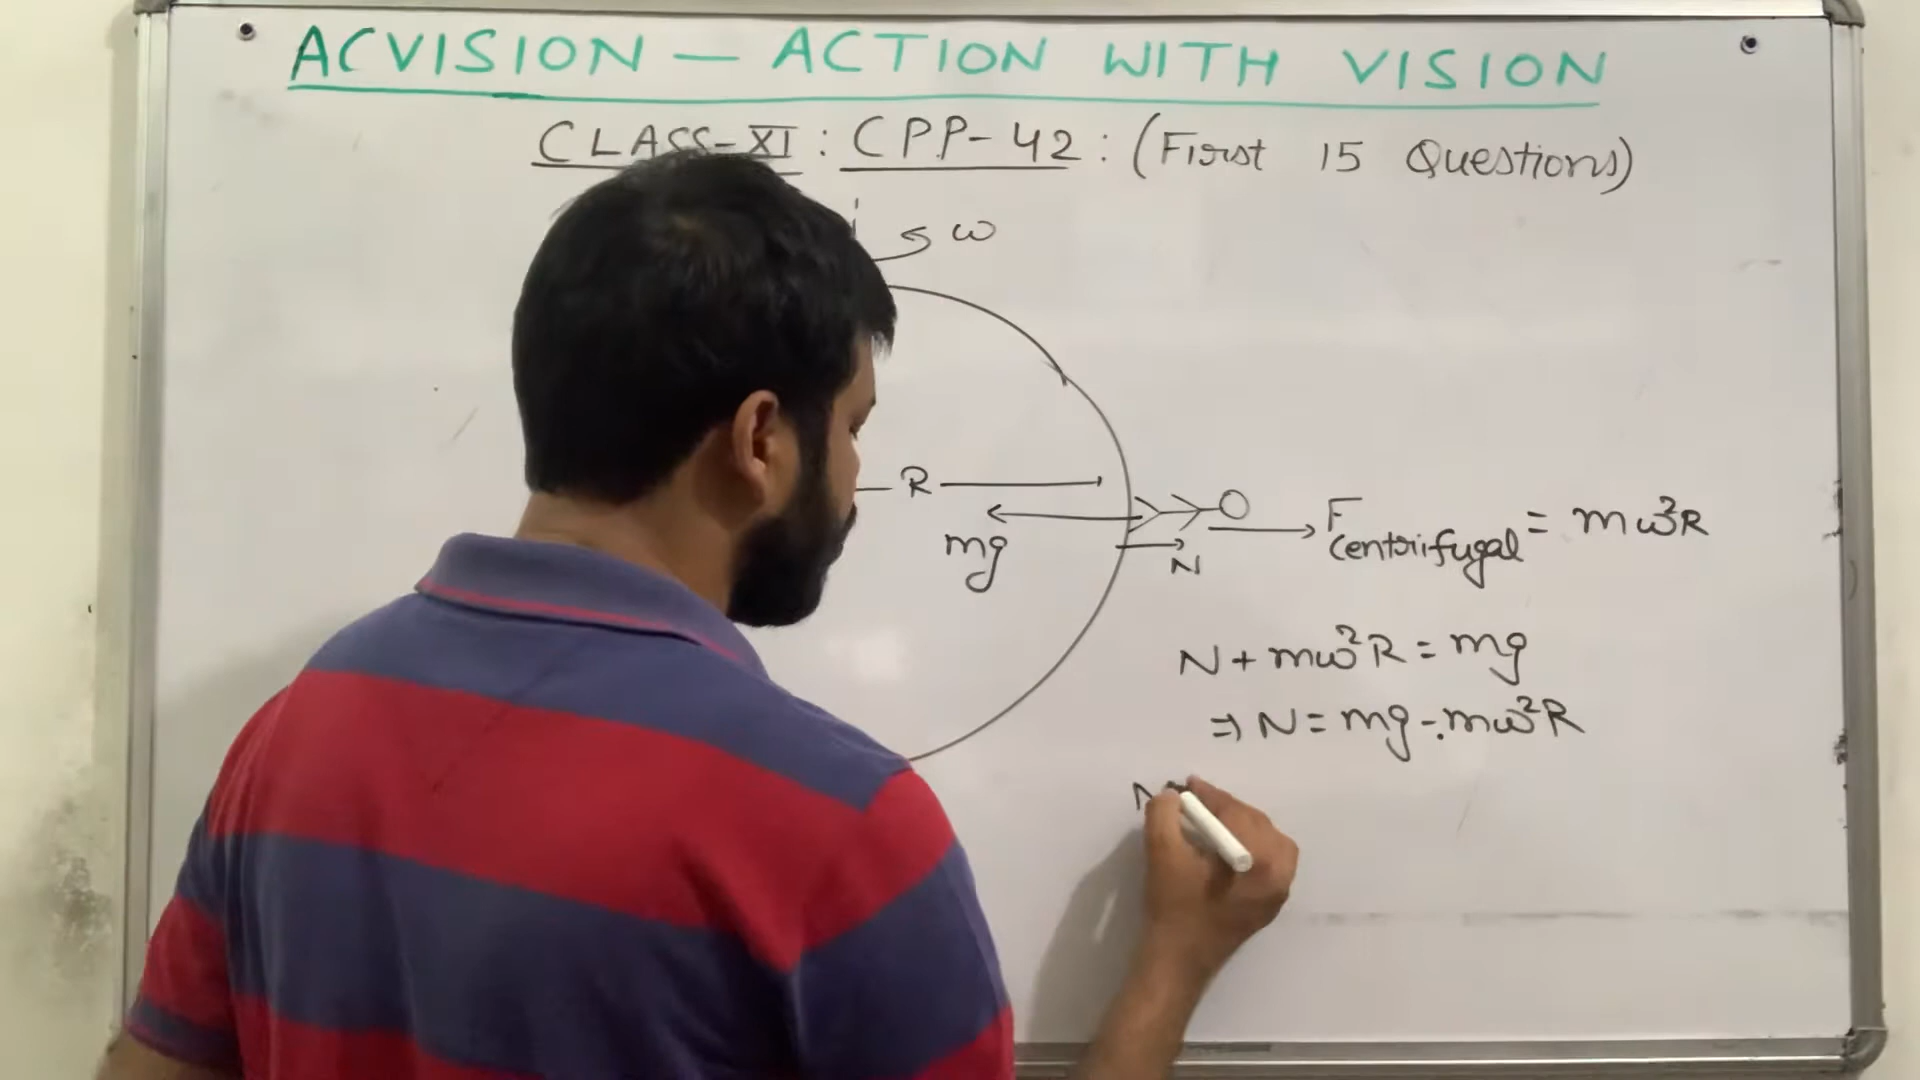 ACVISION — ACTION WITH VISION
CLASS-XI : CPP-42 : (First 15 Questions)
ω
R
mg
N
F centrifugal = mω²R
N + mω²R = mg
⇒ N = mg - mω²R
N